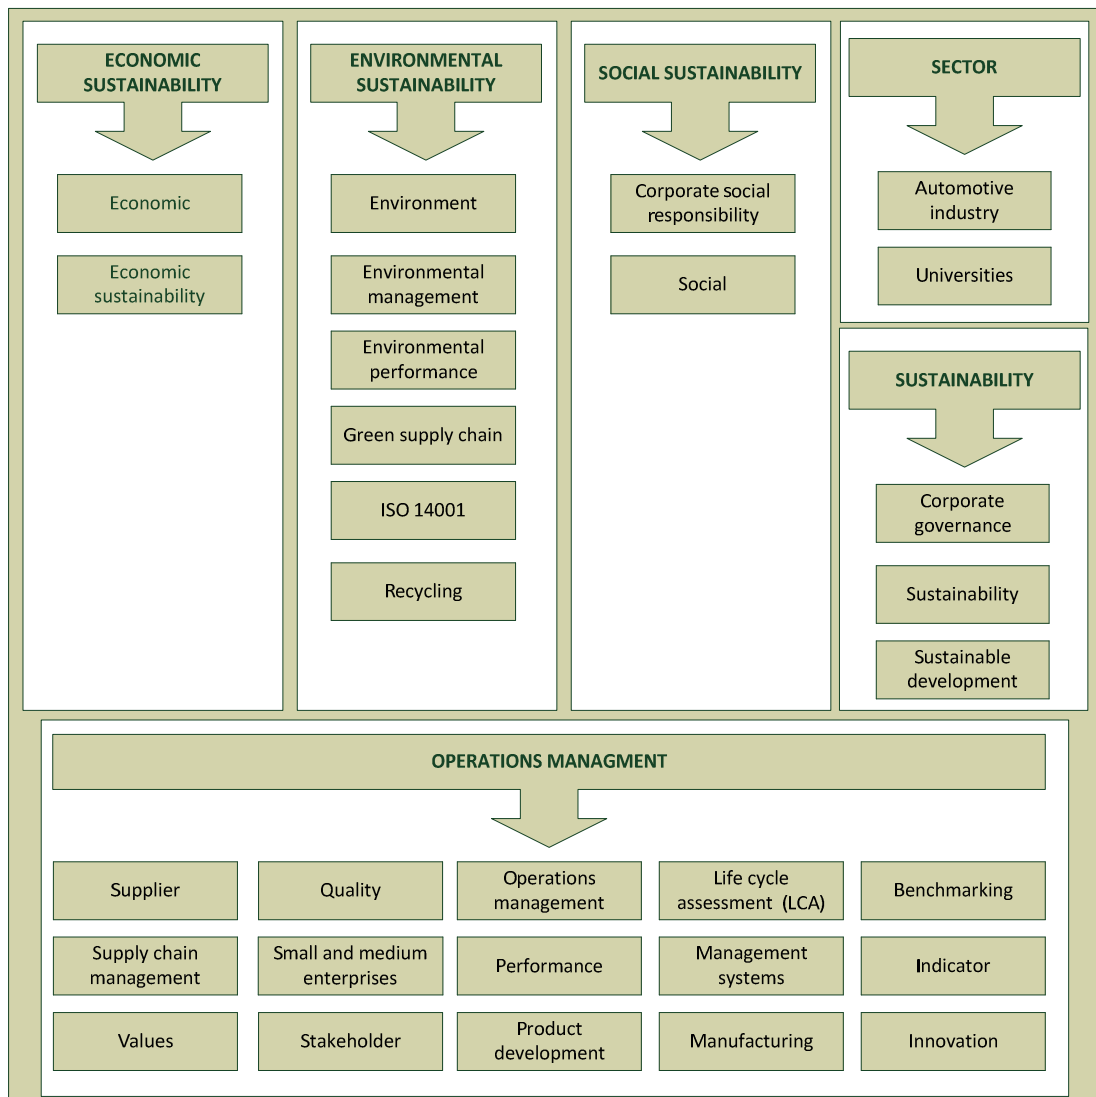 ECONOMIC
SUSTAINABILITY
Economic
Economic
sustainability
ENVIRONMENTAL
SUSTAINABILITY
Environment
Environmental
management
Environmental
performance
Green supply chain
ISO 14001
Recycling
SOCIAL SUSTAINABILITY
Corporate social
responsibility
Social
SECTOR
Automotive
industry
Universities
SUSTAINABILITY
Corporate
governance
Sustainability
Sustainable
development
OPERATIONS MANAGMENT
Supplier
Quality
Operations
management
Life cycle
assessment (LCA)
Benchmarking
Supply chain
management
Small and medium
enterprises
Performance
Management
systems
Indicator
Values
Stakeholder
Product
development
Manufacturing
Innovation